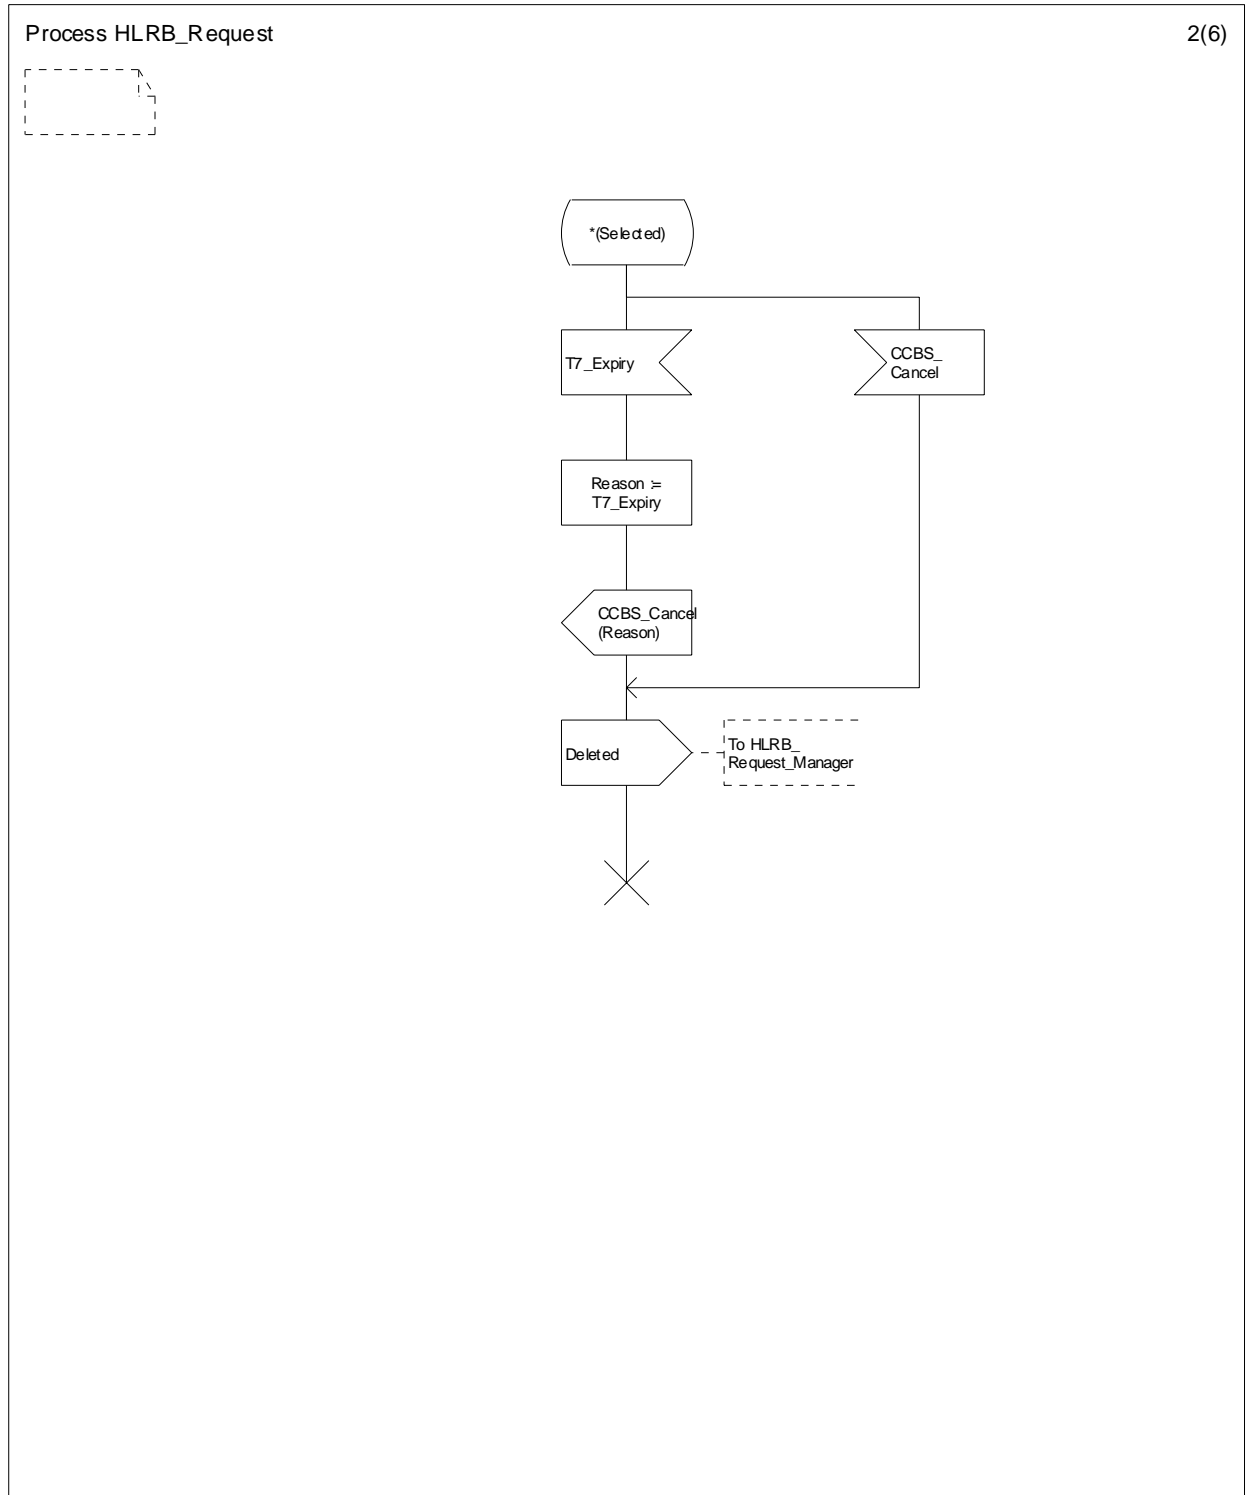 Process HLRB_Request
2(6)
*(Selected)
T7_Expiry
CCBS_
Cancel
Reason :=
T7_Expiry
CCBS_Cancel
(Reason)
Deleted
To HLRB_
Request_Manager